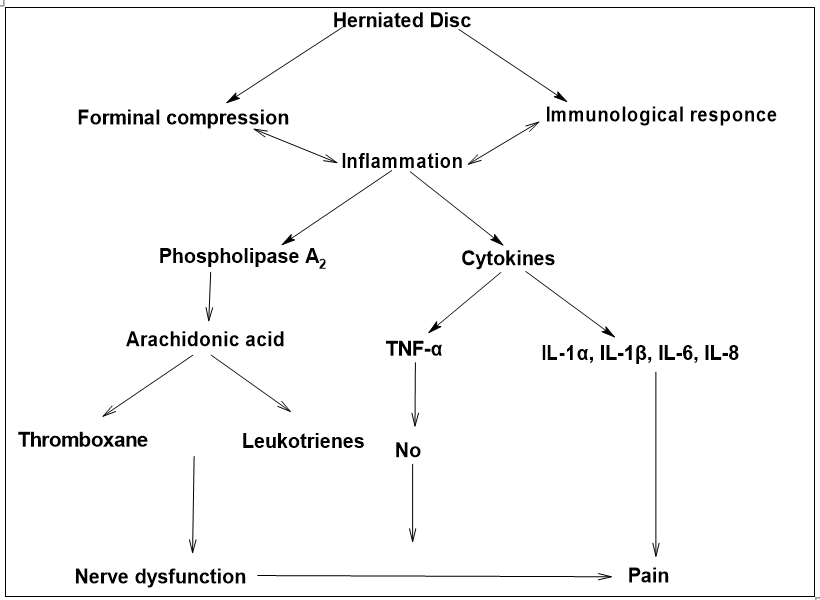 Herniated Disc
Forminal compression
Immunological responce
Inflammation
Phospholipase A₂
Cytokines
Arachidonic acid
TNF-α
IL-1α, IL-1β, IL-6, IL-8
Thromboxane
Leukotrienes
No
Nerve dysfunction
Pain